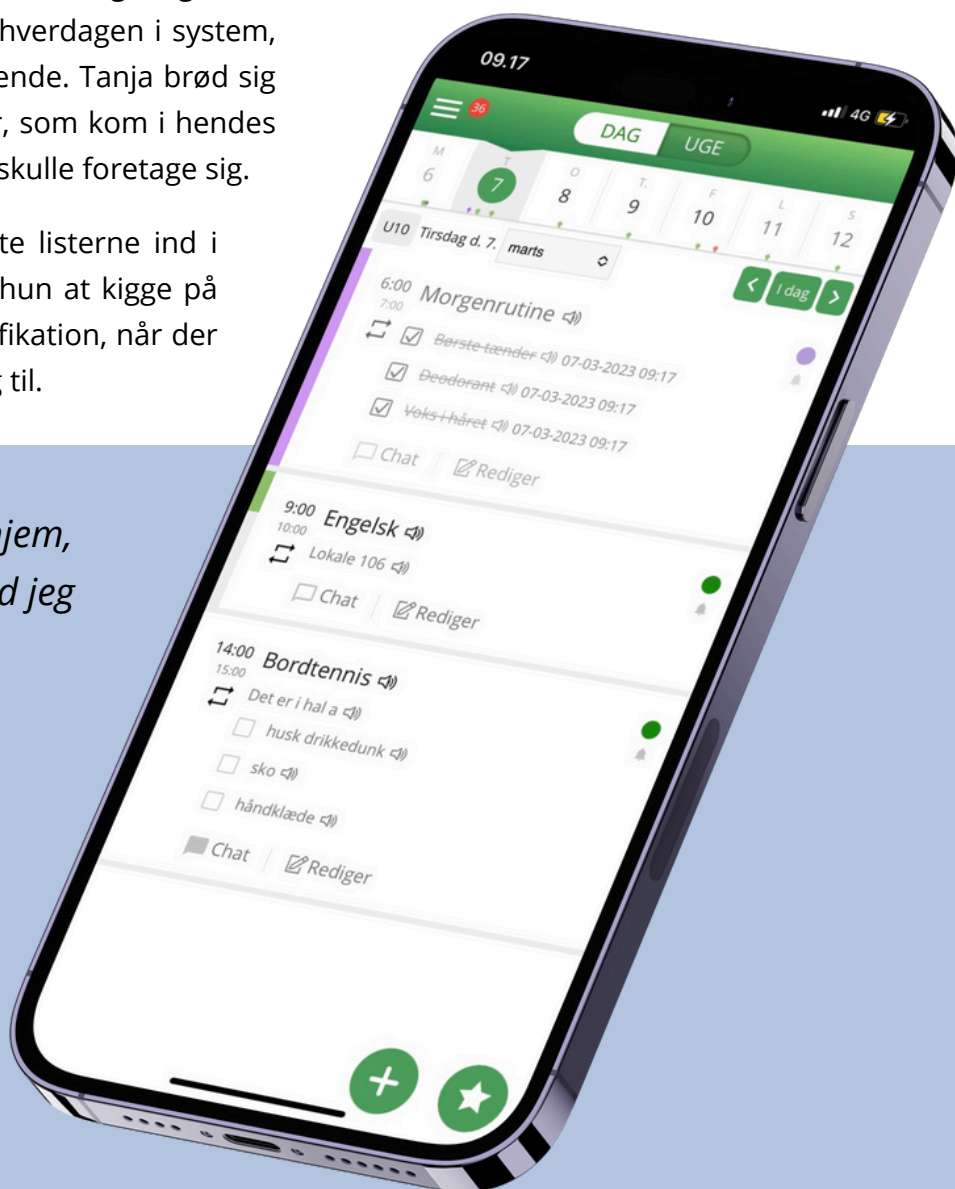 hverdagen i system,
ende. Tanja brød sig
, som kom i hendes
skulle foretage sig.
te listerne ind i
hun at kigge på
fikation, når der
til.
jem,
d jeg
09.17
4G
36
DAG UGE
M T O T. F L S
6 7 8 9 10 11 12
U10 Tirsdag d. 7. marts
< I dag >
6:00 Morgenrutine
7:00
Børste tænder 07-03-2023 09:17
Deodorant 07-03-2023 09:17
Voks i håret 07-03-2023 09:17
Chat Rediger
9:00 Engelsk
10:00
Lokale 106
Chat Rediger
14:00 Bordtennis
15:00
Det er i hal a
husk drikkedunk
sko
håndklæde
Chat Rediger